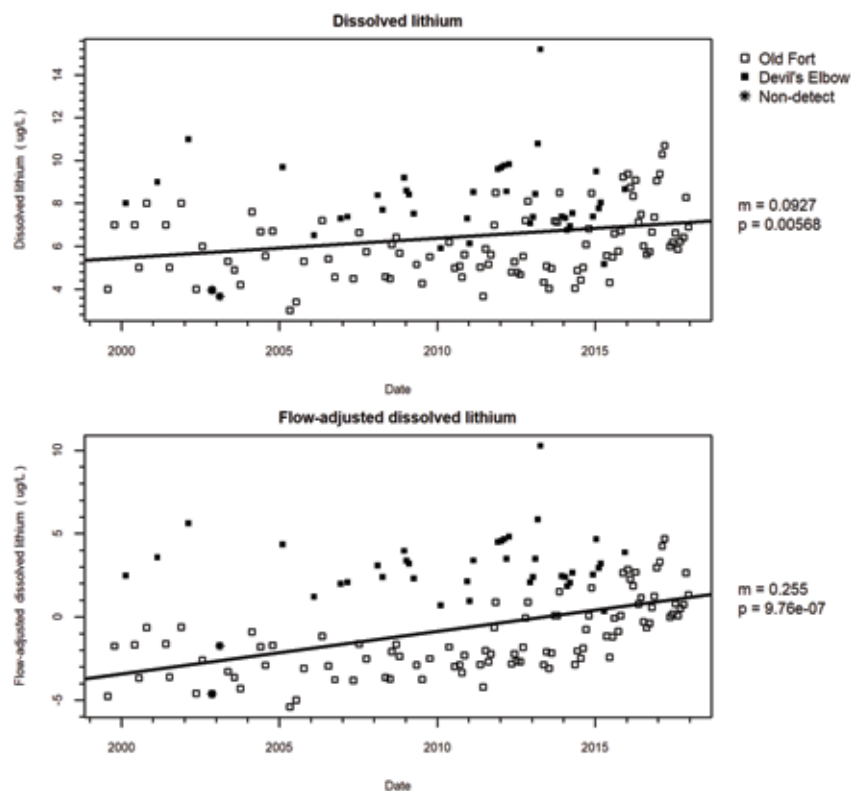 Dissolved lithium
14
12
10
8
6
4
Dissolved lithium ( ug/L )
2000 2005 2010 2015
Date
Old Fort
Devil's Elbow
Non-detect
m = 0.0927
p = 0.00568
Flow-adjusted dissolved lithium
10
5
0
-5
Flow-adjusted dissolved lithium ( ug/L )
2000 2005 2010 2015
Date
m = 0.255
p = 9.76e-07